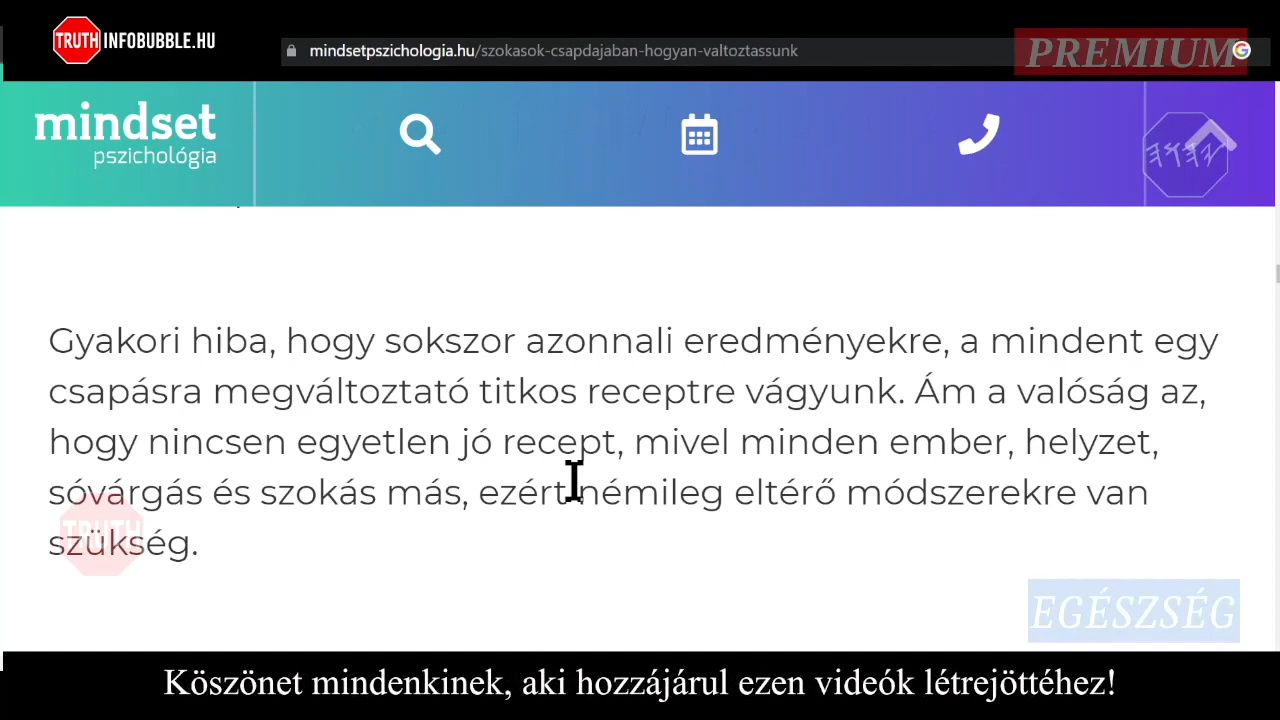 TRUTH INFOBUBBLE.HU
mindsetpszichologia.hu/szokasok-csapdajaban-hogyan-valtoztassunk
PREMIUM
mindset
pszichológia
Gyakori hiba, hogy sokszor azonnali eredményekre, a mindent egy
csapásra megváltoztató titkos receptre vágyunk. Ám a valóság az,
hogy nincsen egyetlen jó recept, mivel minden ember, helyzet,
sóvárgás és szokás más, ezért némileg eltérő módszerekre van
szükség.
TRUTH
EGÉSZSÉG
Köszönet mindenkinek, aki hozzájárul ezen videók létrejöttéhez!